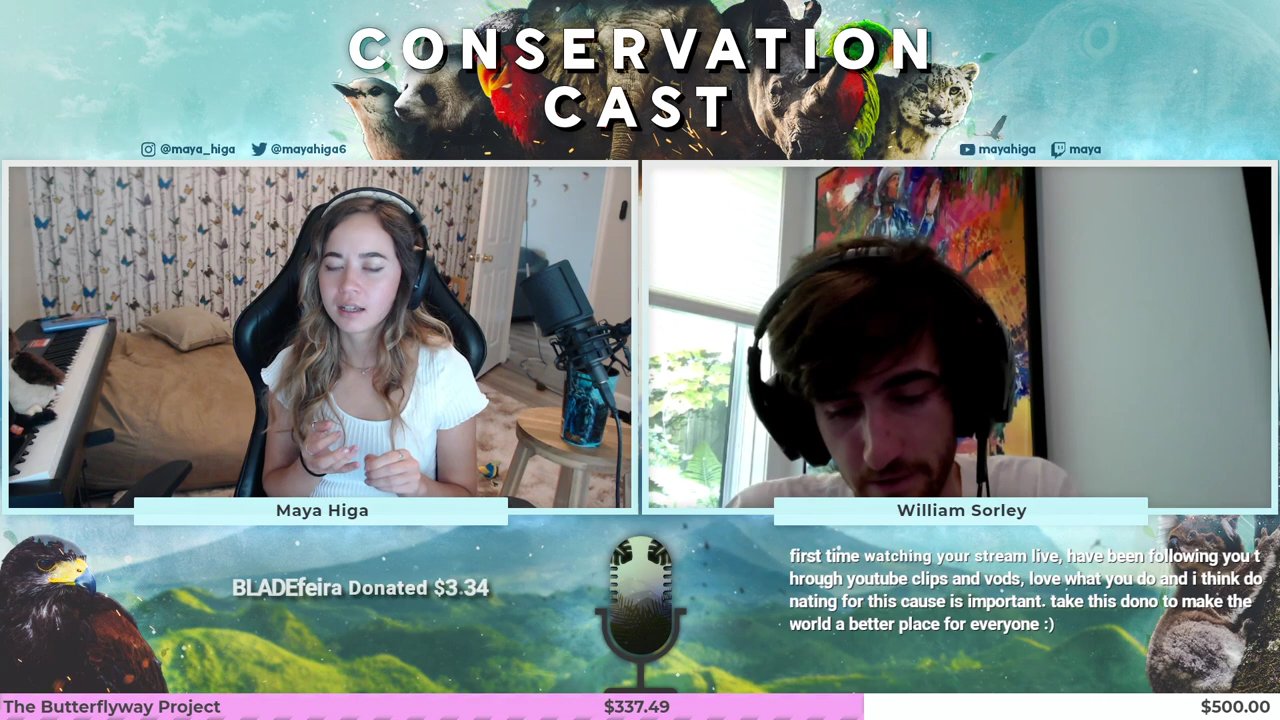 CONSERVATION
CAST
@maya_higa @mayahiga6 mayahiga maya
Maya Higa
William Sorley
BLADEfeira Donated $3.34
first time watching your stream live, have been following you t
hrough youtube clips and vods, love what you do and i think do
nating for this cause is important. take this dono to make the
world a better place for everyone :)
The Butterflyway Project $337.49 $500.00